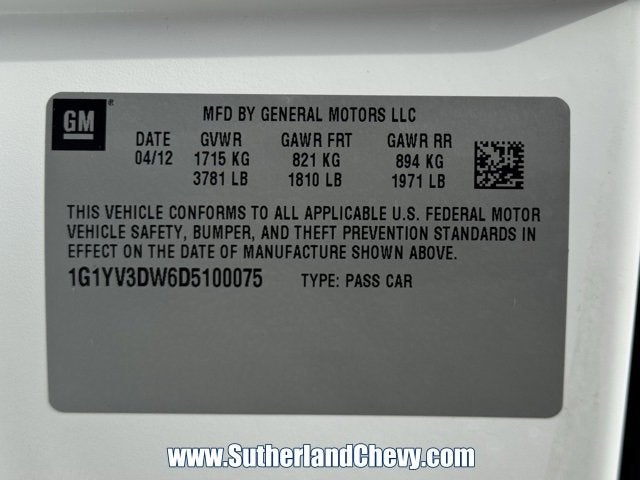 GM ®
MFD BY GENERAL MOTORS LLC
DATE GVWR GAWR FRT GAWR RR
04/12 1715 KG 821 KG 894 KG
3781 LB 1810 LB 1971 LB
THIS VEHICLE CONFORMS TO ALL APPLICABLE U.S. FEDERAL MOTOR
VEHICLE SAFETY, BUMPER, AND THEFT PREVENTION STANDARDS IN
EFFECT ON THE DATE OF MANUFACTURE SHOWN ABOVE.
1G1YV3DW6D5100075 TYPE: PASS CAR
www.SutherlandChevy.com